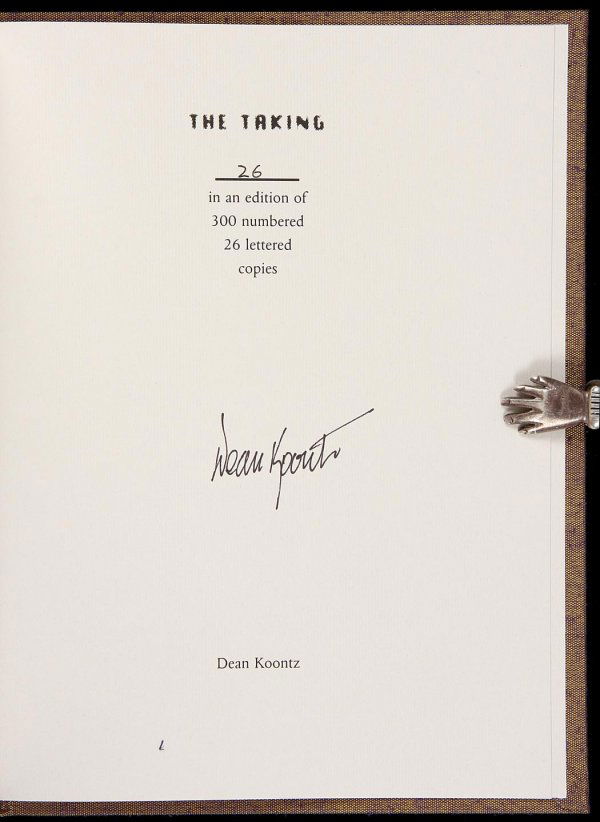 THE TAKING
26
in an edition of
300 numbered
26 lettered
copies
Dean Koontz
Dean Koontz